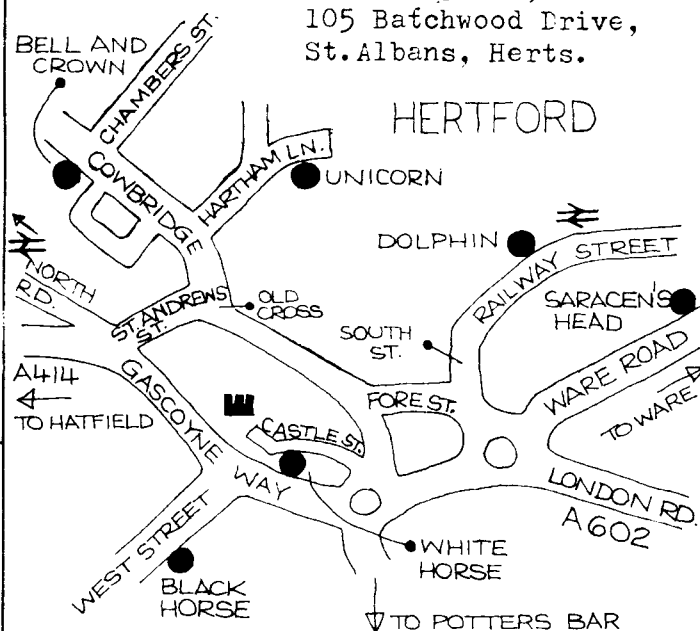 105 Batchwood Drive,
St.Albans, Herts.
HERTFORD
BELL AND
CROWN
CHAMBERS ST.
COWBRIDGE
HARTHAM LN.
UNICORN
DOLPHIN
RAILWAY STREET
SARACEN'S
HEAD
NORTH
RD.
ST. ANDREWS
ST.
OLD
CROSS
SOUTH
ST.
WARE ROAD
TO WARE
A414
TO HATFIELD
GASCOYNE WAY
CASTLE ST.
FORE ST.
LONDON RD.
A602
WEST STREET
BLACK
HORSE
WHITE
HORSE
TO POTTERS BAR